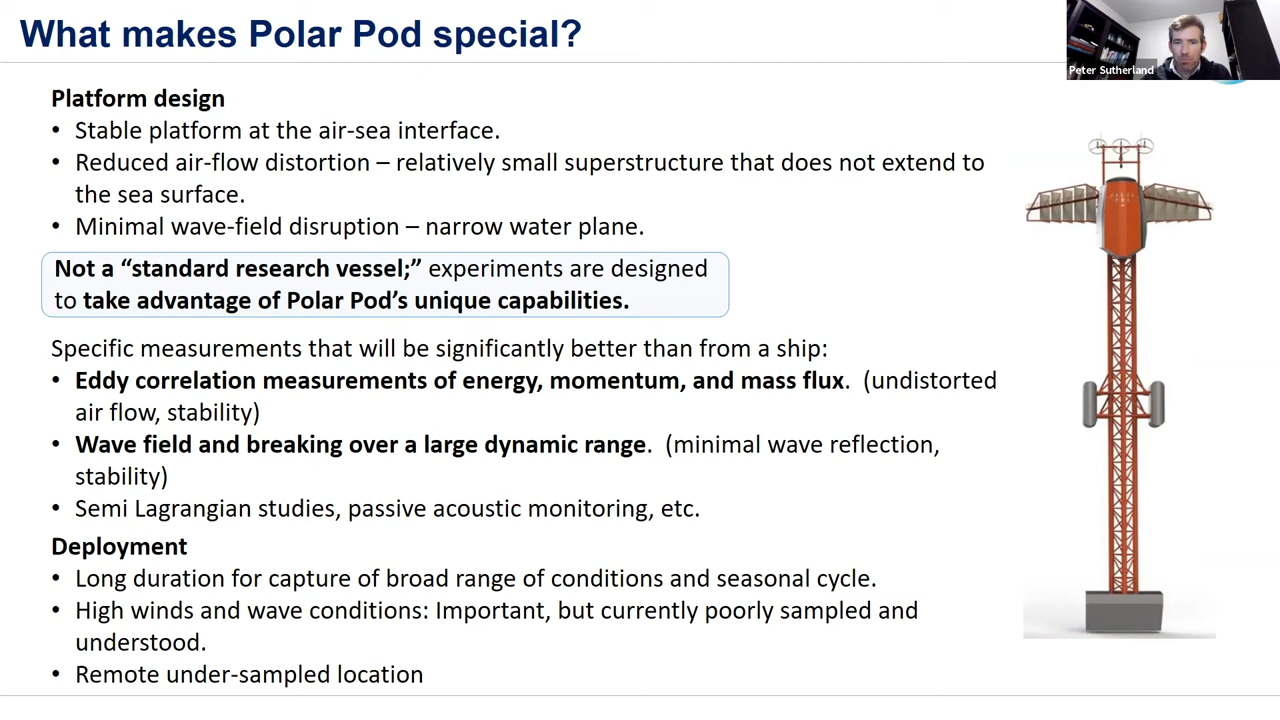 What makes Polar Pod special?
Peter Sutherland
Platform design
• Stable platform at the air-sea interface.
• Reduced air-flow distortion – relatively small superstructure that does not extend to
the sea surface.
• Minimal wave-field disruption – narrow water plane.
Not a “standard research vessel;” experiments are designed
to take advantage of Polar Pod’s unique capabilities.
Specific measurements that will be significantly better than from a ship:
• Eddy correlation measurements of energy, momentum, and mass flux.  (undistorted
air flow, stability)
• Wave field and breaking over a large dynamic range.  (minimal wave reflection,
stability)
• Semi Lagrangian studies, passive acoustic monitoring, etc.
Deployment
• Long duration for capture of broad range of conditions and seasonal cycle.
• High winds and wave conditions: Important, but currently poorly sampled and
understood.
• Remote under-sampled location